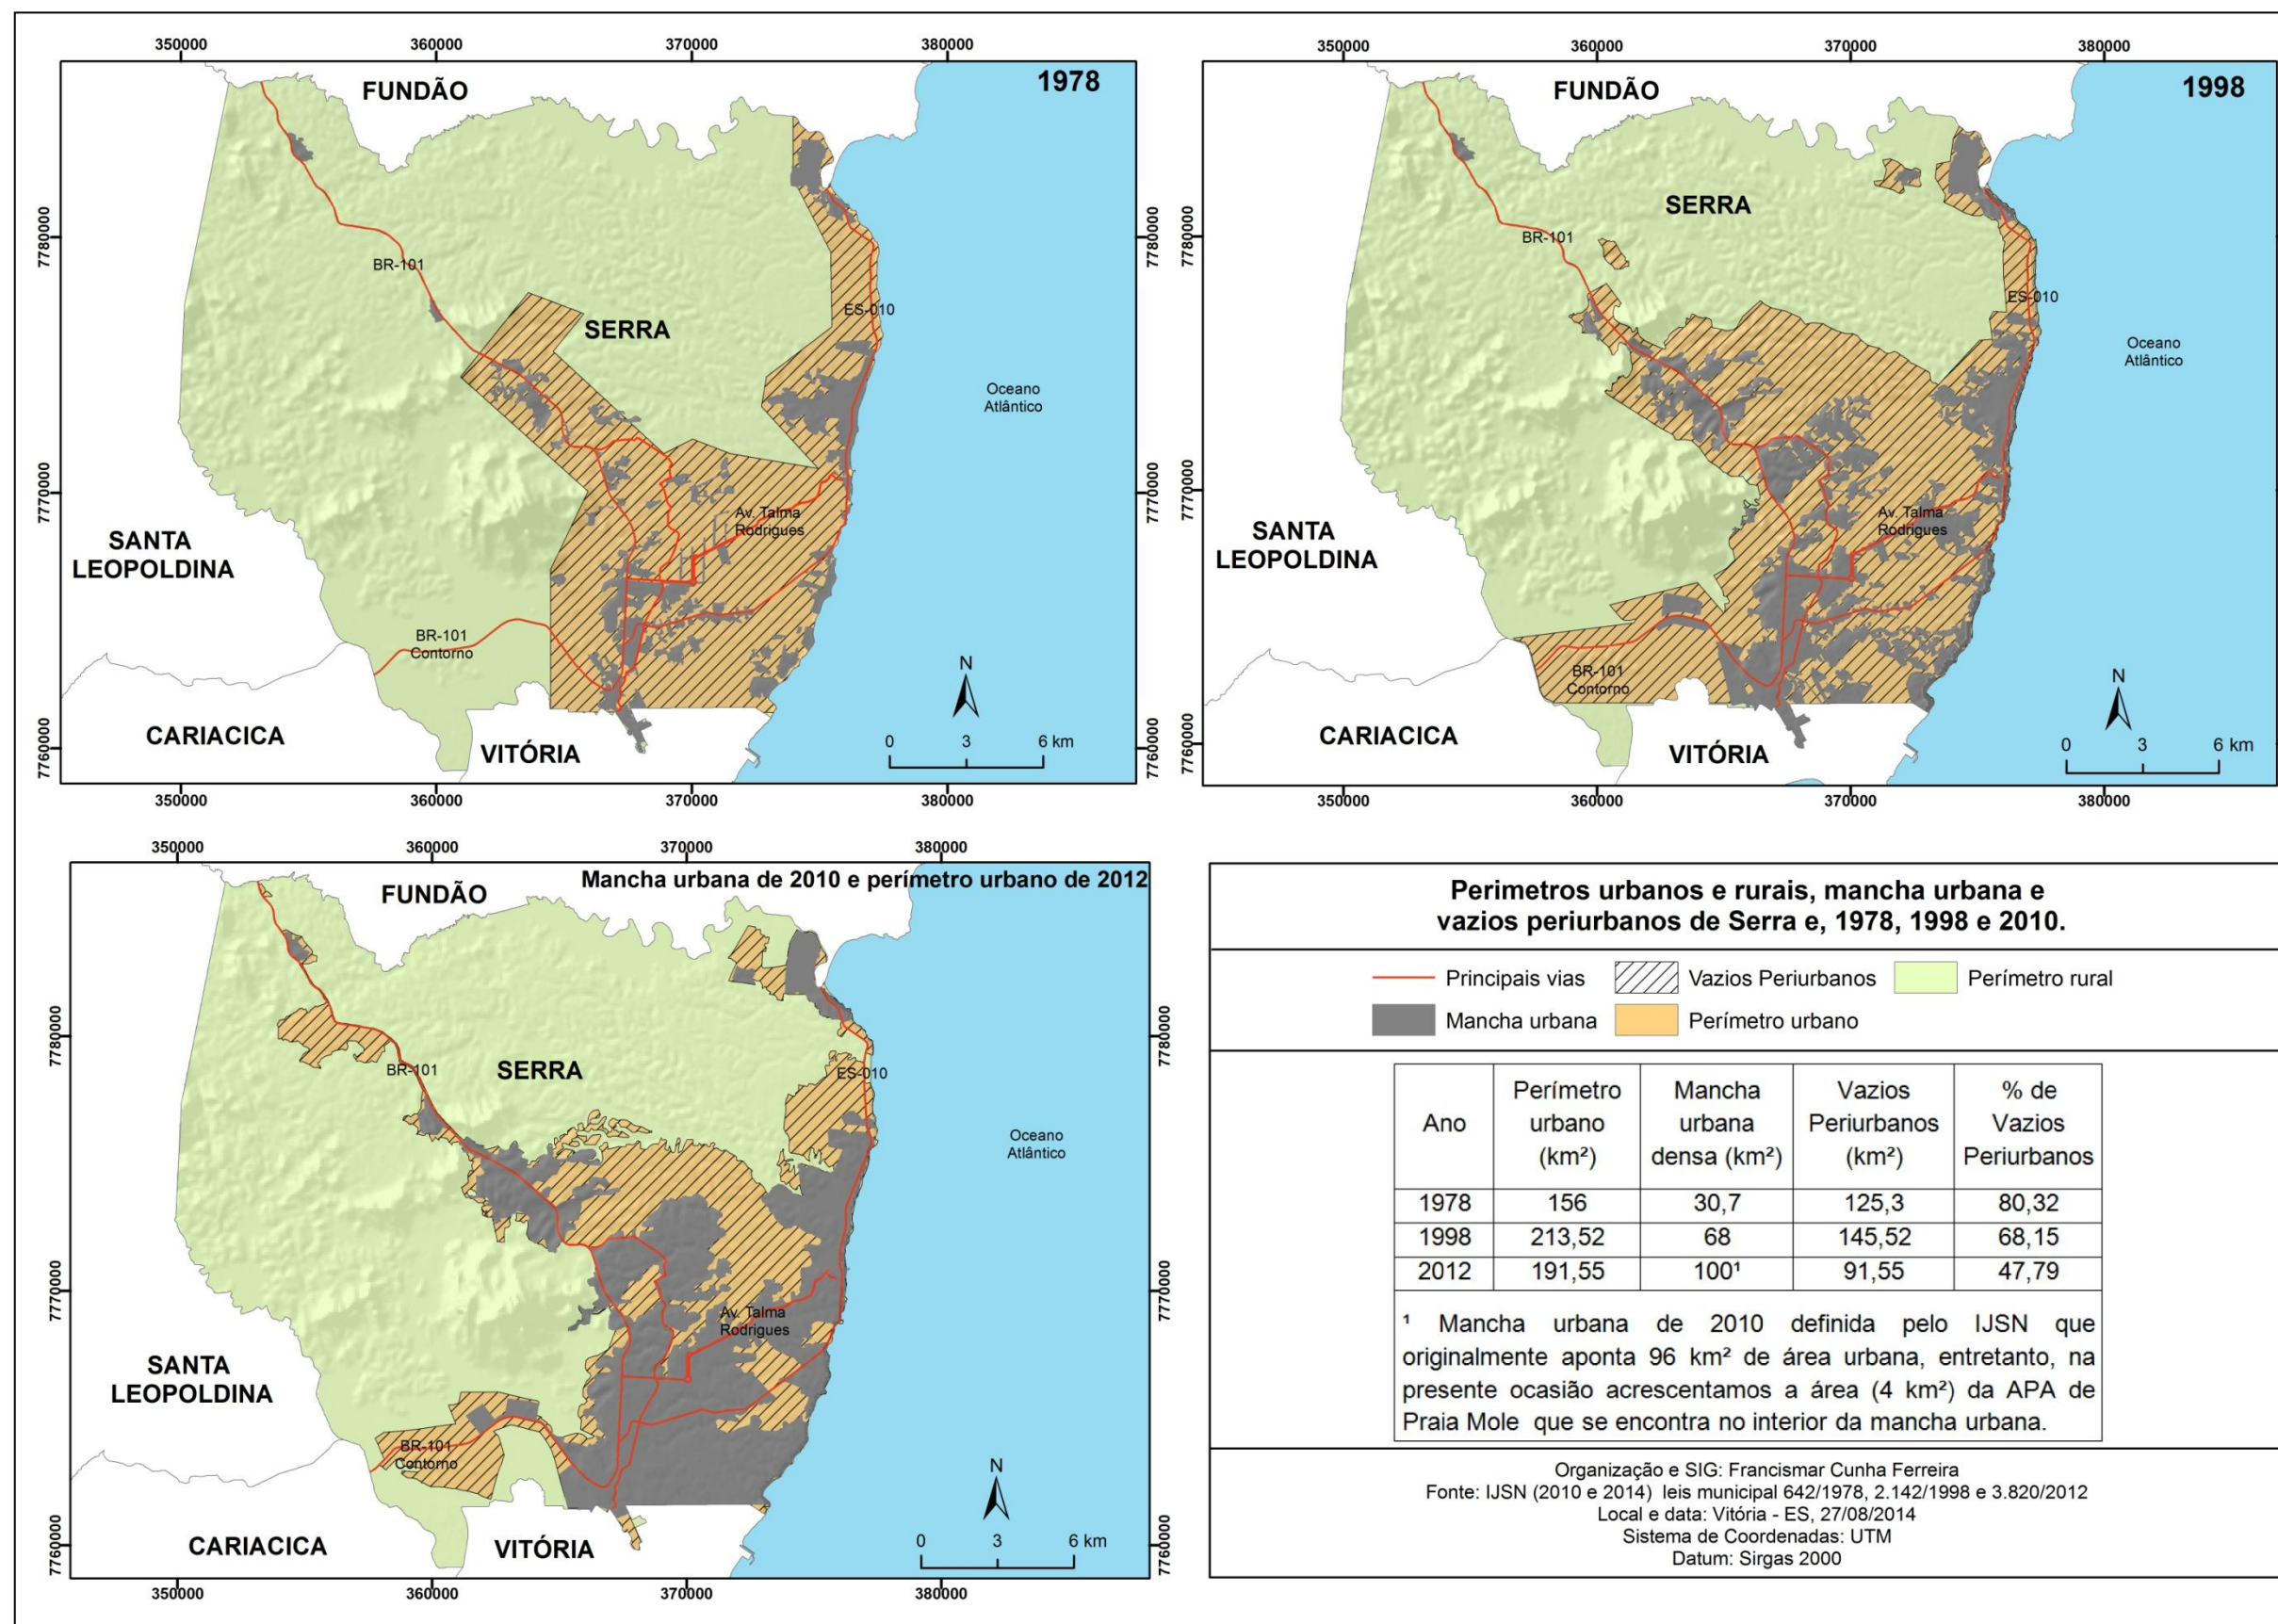 350000 360000 370000 380000
1978
FUNDÃO
7780000 7780000
BR-101
ES-010
SERRA
Oceano
Atlântico
7770000 7770000
Av. Talma
Rodrigues
SANTA
LEOPOLDINA
BR-101
Contorno
N
CARIACICA
VITÓRIA
0 3 6 km
7760000 7760000
350000 360000 370000 380000
350000 360000 370000 380000
1998
FUNDÃO
SERRA
7780000
BR-101
ES-010
Oceano
Atlântico
7770000
Av. Talma
Rodrigues
SANTA
LEOPOLDINA
BR-101
Contorno
N
CARIACICA
VITÓRIA
0 3 6 km
7760000
350000 360000 370000 380000
350000 360000 370000 380000
Mancha urbana de 2010 e perímetro urbano de 2012
FUNDÃO
7780000 7780000
BR-101
SERRA
ES-010
Oceano
Atlântico
7770000 7770000
Av. Talma
Rodrigues
SANTA
LEOPOLDINA
BR-101
Contorno
N
CARIACICA
VITÓRIA
0 3 6 km
7760000 7760000
350000 360000 370000 380000
Perimetros urbanos e rurais, mancha urbana e
vazios periurbanos de Serra e, 1978, 1998 e 2010.
Principais vias Vazios Periurbanos Perímetro rural
Mancha urbana Perímetro urbano
Ano Perímetro urbano (km²) Mancha urbana densa (km²) Vazios Periurbanos (km²) % de Vazios Periurbanos
1978 156 30,7 125,3 80,32
1998 213,52 68 145,52 68,15
2012 191,55 100¹ 91,55 47,79
¹ Mancha urbana de 2010 definida pelo IJSN que
originalmente aponta 96 km² de área urbana, entretanto, na
presente ocasião acrescentamos a área (4 km²) da APA de
Praia Mole que se encontra no interior da mancha urbana.
Organização e SIG: Francismar Cunha Ferreira
Fonte: IJSN (2010 e 2014) leis municipal 642/1978, 2.142/1998 e 3.820/2012
Local e data: Vitória - ES, 27/08/2014
Sistema de Coordenadas: UTM
Datum: Sirgas 2000